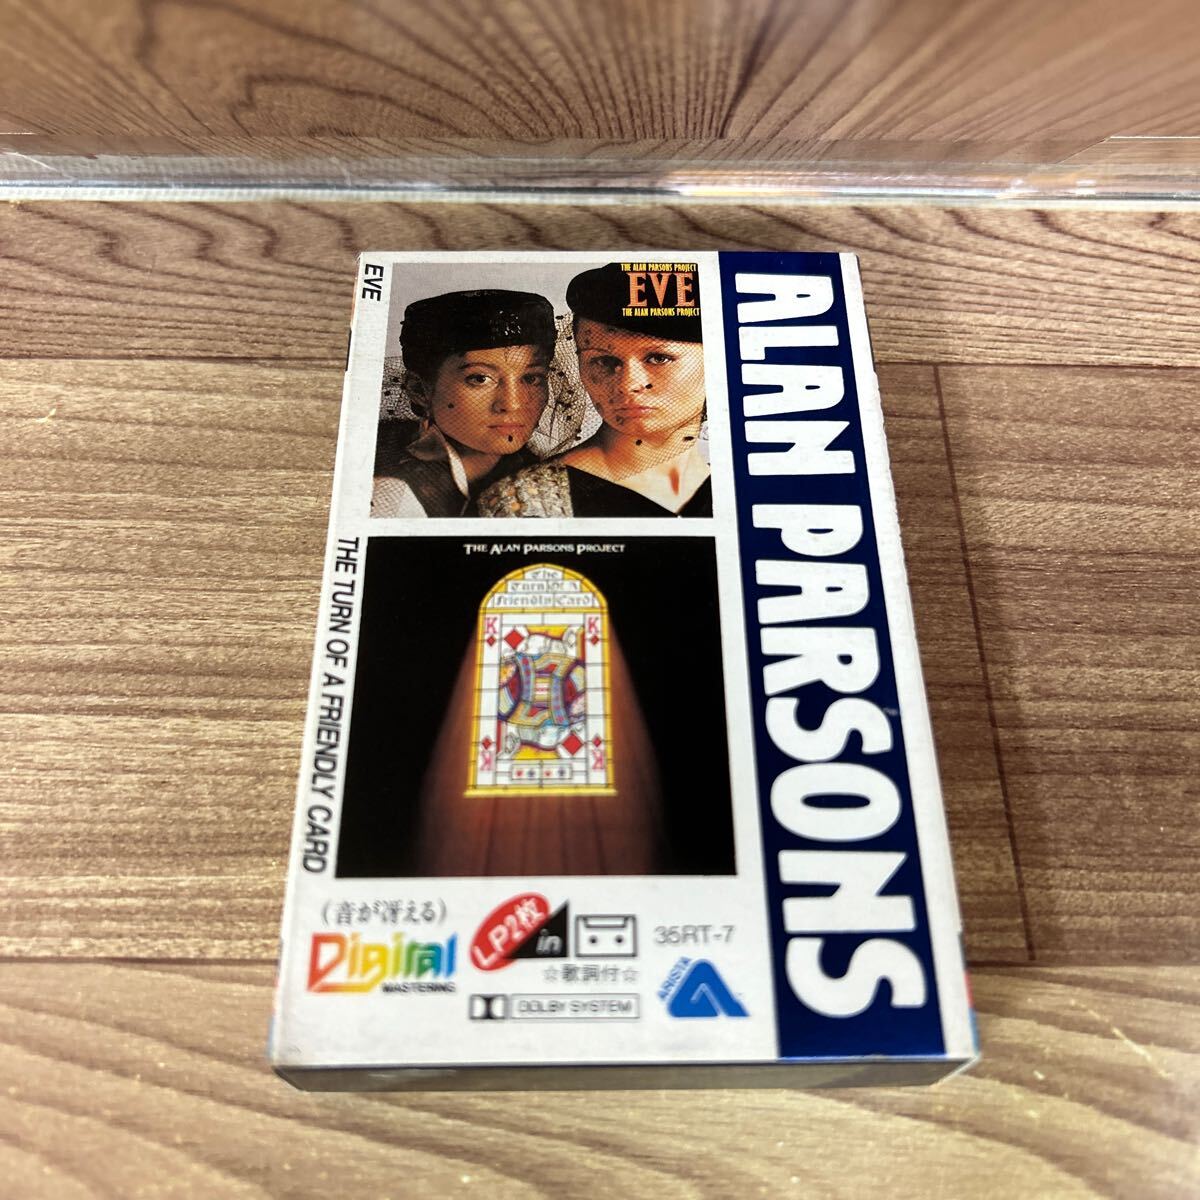 EVE
THE ALAN PARSONS PROJECT
EVE
THE ALAN PARSONS PROJECT
THE TURN OF A FRIENDLY CARD
THE ALAN PARSONS PROJECT
The
Turn Of A
Friendly Card
K
K
K
ALAN PARSONS
(音が冴える)
Digital
MASTERING
LP2枚
in
☆歌詞付☆
35RT-7
DOLBY SYSTEM
ARISTA